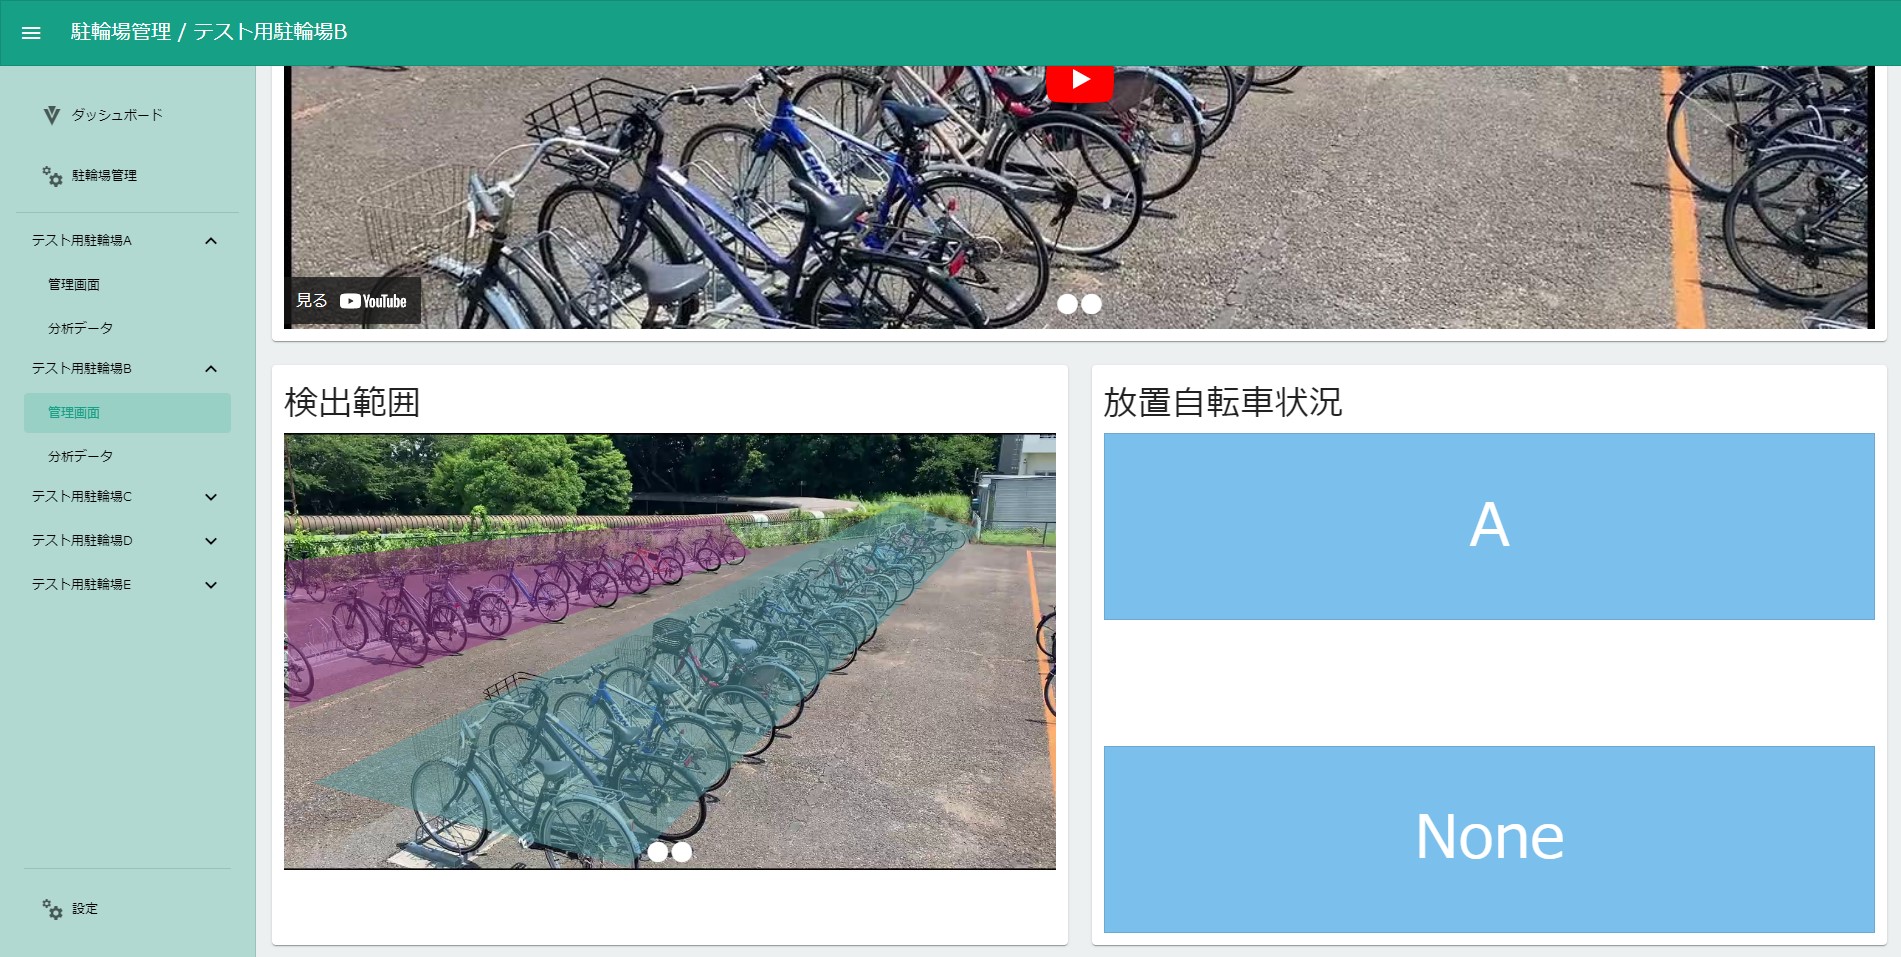 駐輪場管理 / テスト用駐輪場B
ダッシュボード
駐輪場管理
テスト用駐輪場A
管理画面
分析データ
テスト用駐輪場B
管理画面
分析データ
テスト用駐輪場C
テスト用駐輪場D
テスト用駐輪場E
設定
GIANT
見る YouTube
検出範囲
放置自転車状況
A
None